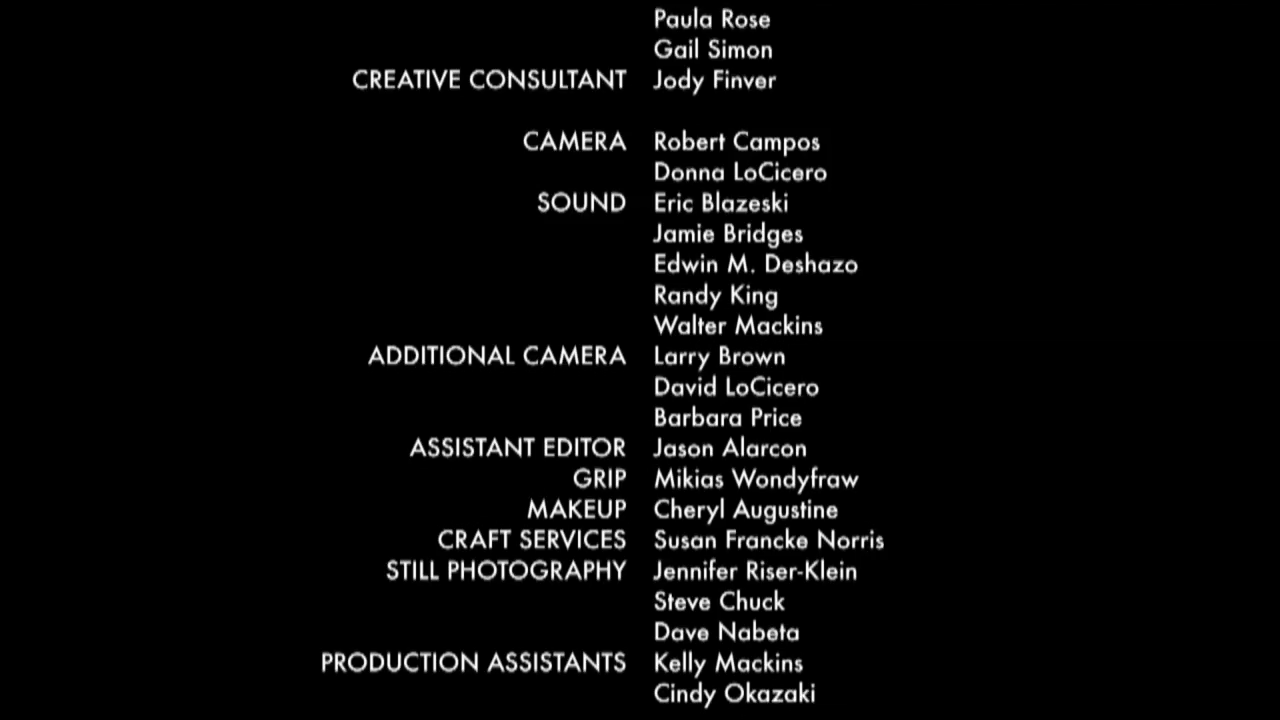 Paula Rose
Gail Simon
CREATIVE CONSULTANT Jody Finver
CAMERA Robert Campos
Donna LoCicero
SOUND Eric Blazeski
Jamie Bridges
Edwin M. Deshazo
Randy King
Walter Mackins
ADDITIONAL CAMERA Larry Brown
David LoCicero
Barbara Price
ASSISTANT EDITOR Jason Alarcon
GRIP Mikias Wondyfraw
MAKEUP Cheryl Augustine
CRAFT SERVICES Susan Francke Norris
STILL PHOTOGRAPHY Jennifer Riser-Klein
Steve Chuck
Dave Nabeta
PRODUCTION ASSISTANTS Kelly Mackins
Cindy Okazaki